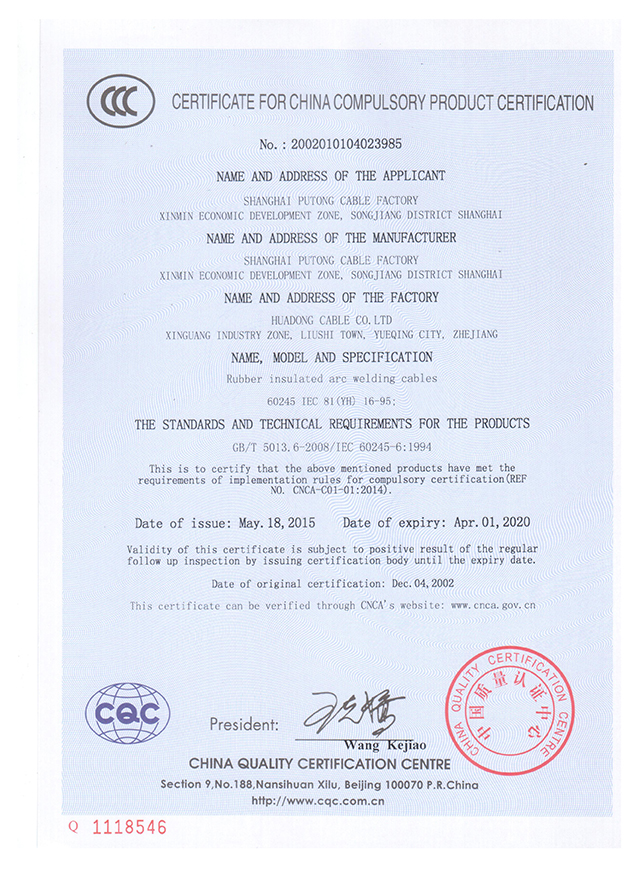 CCC
CERTIFICATE FOR CHINA COMPULSORY PRODUCT CERTIFICATION
No.: 2002010104023985
NAME AND ADDRESS OF THE APPLICANT
SHANGHAI PUTONG CABLE FACTORY
XINMIN ECONOMIC DEVELOPMENT ZONE, SONGJIANG DISTRICT SHANGHAI
NAME AND ADDRESS OF THE MANUFACTURER
SHANGHAI PUTONG CABLE FACTORY
XINMIN ECONOMIC DEVELOPMENT ZONE, SONGJIANG DISTRICT SHANGHAI
NAME AND ADDRESS OF THE FACTORY
HUADONG CABLE CO.LTD
XINGUANG INDUSTRY ZONE, LIUSHI TOWN, YUEQING CITY, ZHEJIANG
NAME, MODEL AND SPECIFICATION
Rubber insulated arc welding cables
60245 IEC 81(YH) 16-95;
THE STANDARDS AND TECHNICAL REQUIREMENTS FOR THE PRODUCTS
GB/T 5013.6-2008/IEC 60245-6:1994
This is to certify that the above mentioned products have met the
requirements of implementation rules for compulsory certification(REF
NO. CNCA-C01-01:2014).
Date of issue: May.18,2015 Date of expiry: Apr.01,2020
Validity of this certificate is subject to positive result of the regular
follow up inspection by issuing certification body until the expiry date.
Date of original certification: Dec.04,2002
This certificate can be verified through CNCA's website: www.cnca.gov.cn
CQC
President:
Wang Kejiao
CHINA QUALITY CERTIFICATION CENTRE
中国质量认证中心
CHINA QUALITY CERTIFICATION CENTRE
Section 9,No.188,Nansihuan Xilu, Beijing 100070 P.R.China
http://www.cqc.com.cn
Q 1118546